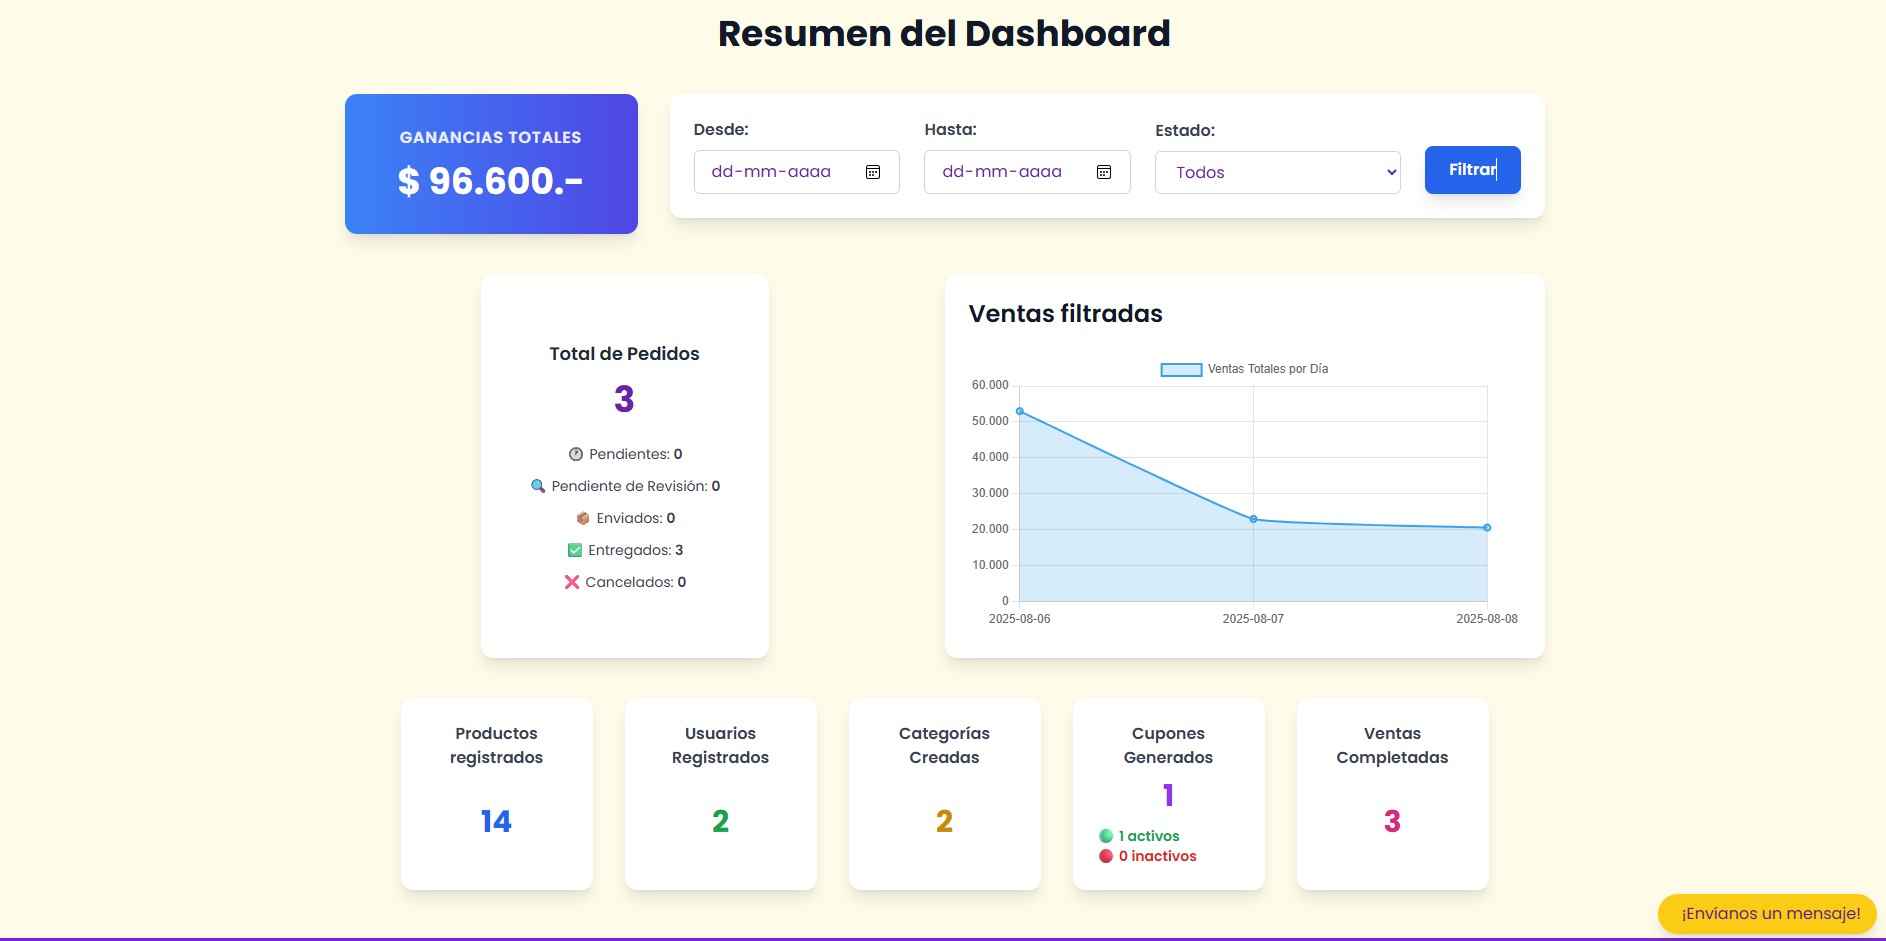 Resumen del Dashboard
GANANCIAS TOTALES
$ 96.600.-
Desde:
dd-mm-aaaa
Hasta:
dd-mm-aaaa
Estado:
Todos
Filtrar
Total de Pedidos
3
Pendientes: 0
Pendiente de Revisión: 0
Enviados: 0
Entregados: 3
Cancelados: 0
Ventas filtradas
Ventas Totales por Día
60.000
50.000
40.000
30.000
20.000
10.000
0
2025-08-06
2025-08-07
2025-08-08
Productos
registrados
14
Usuarios
Registrados
2
Categorías
Creadas
2
Cupones
Generados
1
1 activos
0 inactivos
Ventas
Completadas
3
¡Envíanos un mensaje!